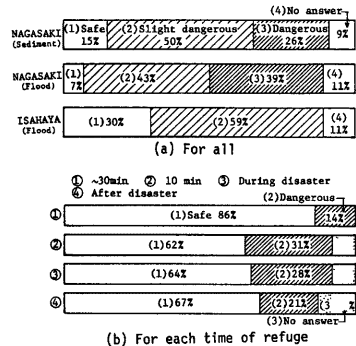 (4)No answer
NAGASAKI (Sediment) (1)Safe 15% (2)Slight dangerous 50% (3)Dangerous 26% 9%
NAGASAKI (Flood) (1) 7% (2)43% (3)39% (4) 11%
ISAHAYA (Flood) (1)30% (2)59% (4) 11%
(a) For all
① ~30min ② 10 min ③ During disaster
④ After disaster
(2)Dangerous
① (1)Safe 86% 14%
② (1)62% (2)31%
③ (1)64% (2)28%
④ (1)67% (2)21% (3 %
(3)No answer
(b) For each time of refuge